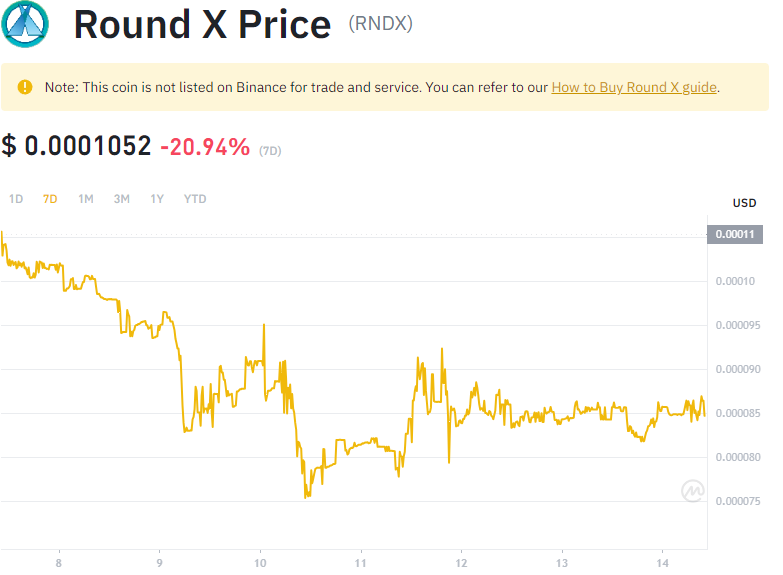 Round X Price (RNDX)
Note: This coin is not listed on Binance for trade and service. You can refer to our How to Buy Round X guide.
$ 0.0001052 -20.94% (7D)
1D 7D 1M 3M 1Y YTD
USD
0.00011
0.00010
0.000095
0.000090
0.000085
0.000080
0.000075
8 9 10 11 12 13 14